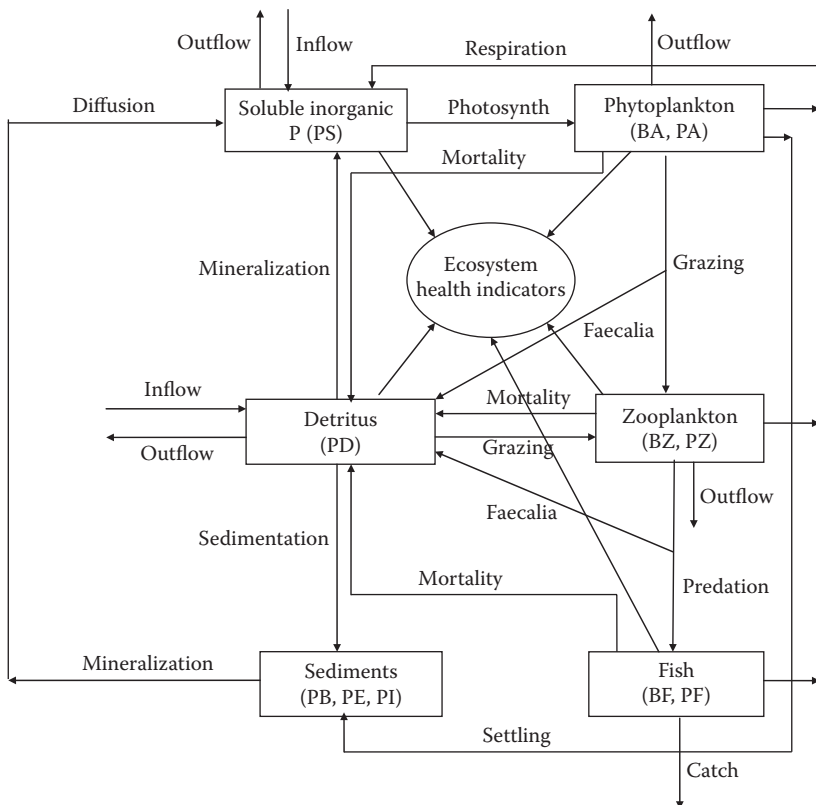 Outflow
Inflow
Respiration
Outflow
Diffusion
Soluble inorganic
P (PS)
Photosynth
Phytoplankton
(BA, PA)
Mortality
Mineralization
Ecosystem
health indicators
Grazing
Faecalia
Inflow
Detritus
(PD)
Mortality
Zooplankton
(BZ, PZ)
Outflow
Grazing
Outflow
Faecalia
Sedimentation
Mortality
Predation
Mineralization
Sediments
(PB, PE, PI)
Fish
(BF, PF)
Settling
Catch